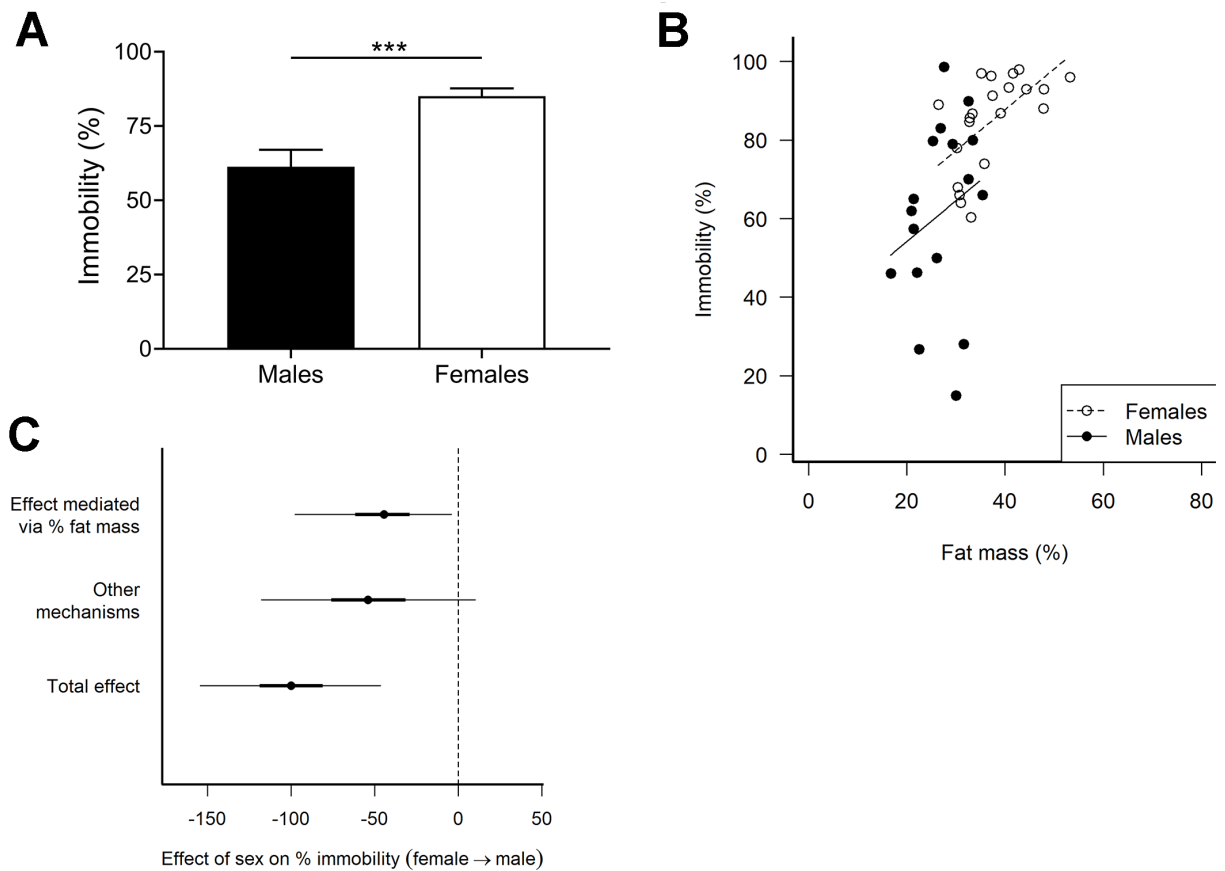 A
***
100
75
50
25
0
Immobility (%)
Males
Females
B
100
80
60
40
20
0
Immobility (%)
0 20 40 60 80
Fat mass (%)
Females
Males
C
Effect mediated
via % fat mass
Other
mechanisms
Total effect
-150 -100 -50 0 50
Effect of sex on % immobility (female → male)